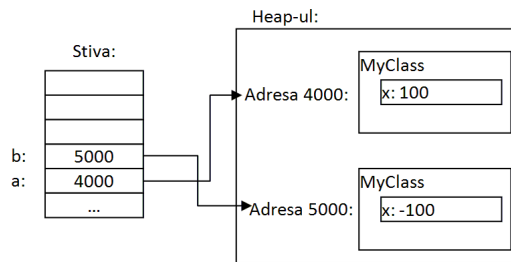 Heap-ul:
Stiva:
MyClass
Adresa 4000:
x: 100
b:
5000
a:
4000
...
MyClass
Adresa 5000:
x: -100